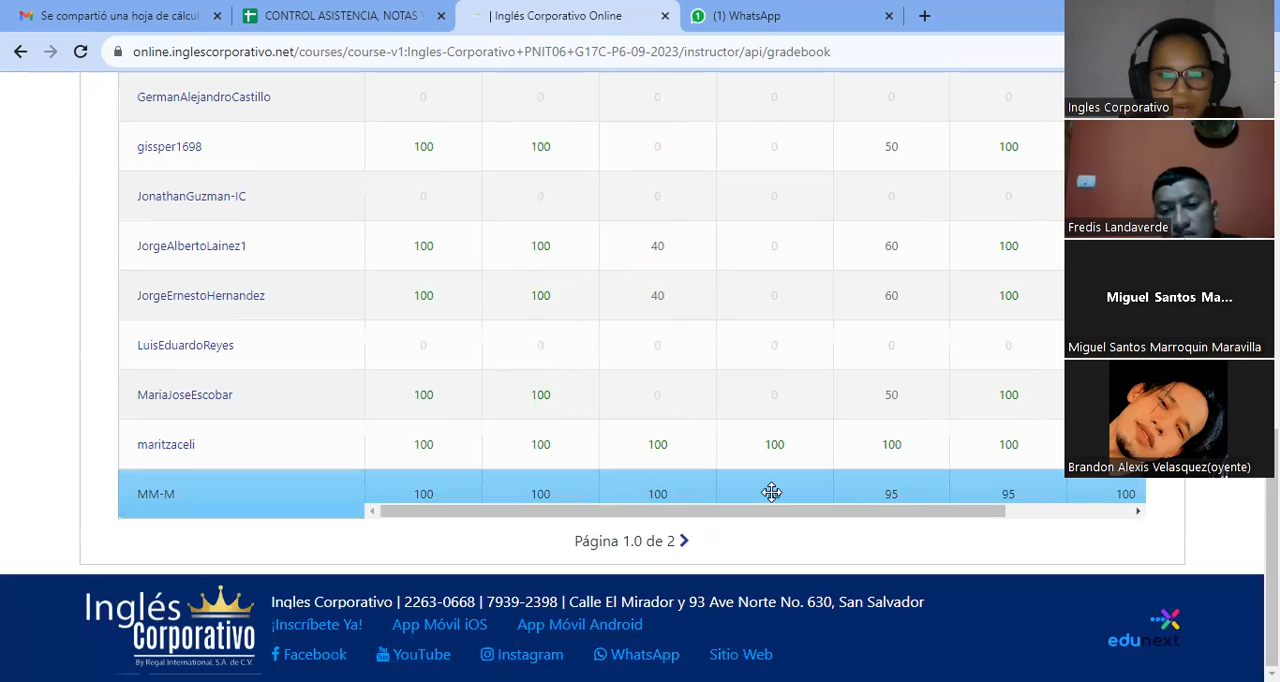 Se compartió una hoja de cálcul
CONTROL ASISTENCIA, NOTAS Y
| Inglés Corporativo Online
(1) WhatsApp
online.inglescorporativo.net/courses/course-v1:Ingles-Corporativo+PNIT06+G17C-P6-09-2023/instructor/api/gradebook
GermanAlejandroCastillo 0 0 0 0 0 0
gissper1698 100 100 0 0 50 100
JonathanGuzman-IC 0 0 0 0 0 0
JorgeAlbertoLainez1 100 100 40 0 60 100
JorgeErnestoHernandez 100 100 40 0 60 100
LuisEduardoReyes 0 0 0 0 0 0
MariaJoseEscobar 100 100 0 0 50 100
maritzaceli 100 100 100 100 100 100
MM-M 100 100 100 95 95 100
Página 1.0 de 2
Ingles Corporativo
Fredis Landaverde
Miguel Santos Ma...
Miguel Santos Marroquin Maravilla
Brandon Alexis Velasquez(oyente)
Inglés
Corporativo
By Regal International, S.A. de C.V.
Ingles Corporativo | 2263-0668 | 7939-2398 | Calle El Mirador y 93 Ave Norte No. 630, San Salvador
¡Inscríbete Ya! App Móvil iOS App Móvil Android
Facebook YouTube Instagram WhatsApp Sitio Web
edunext